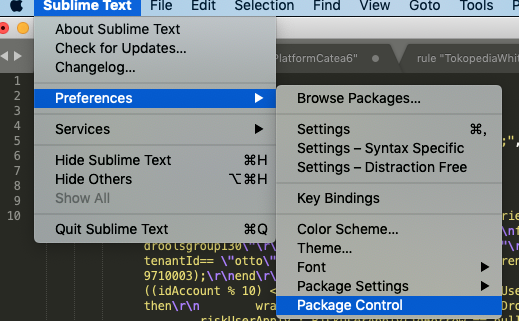 Sublime Text File Edit Selection Find View Goto Tools
About Sublime Text
Check for Updates...
Changelog...
Preferences
Services
Hide Sublime Text ⌘H
Hide Others ⌥⌘H
Show All
Quit Sublime Text ⌘Q
Browse Packages...
Settings ⌘,
Settings – Syntax Specific
Settings – Distraction Free
Key Bindings
Color Scheme...
Theme...
Font
Package Settings
Package Control
PlatformCatea6"
rule "TokopediaWhit
1
2
3
4
5
6
7
8
9
10
droolsgroup130\"\r\
tenantId== \"otto\"
9710003);\r\nend\r\
((idAccount % 10) <
then\r\n wra